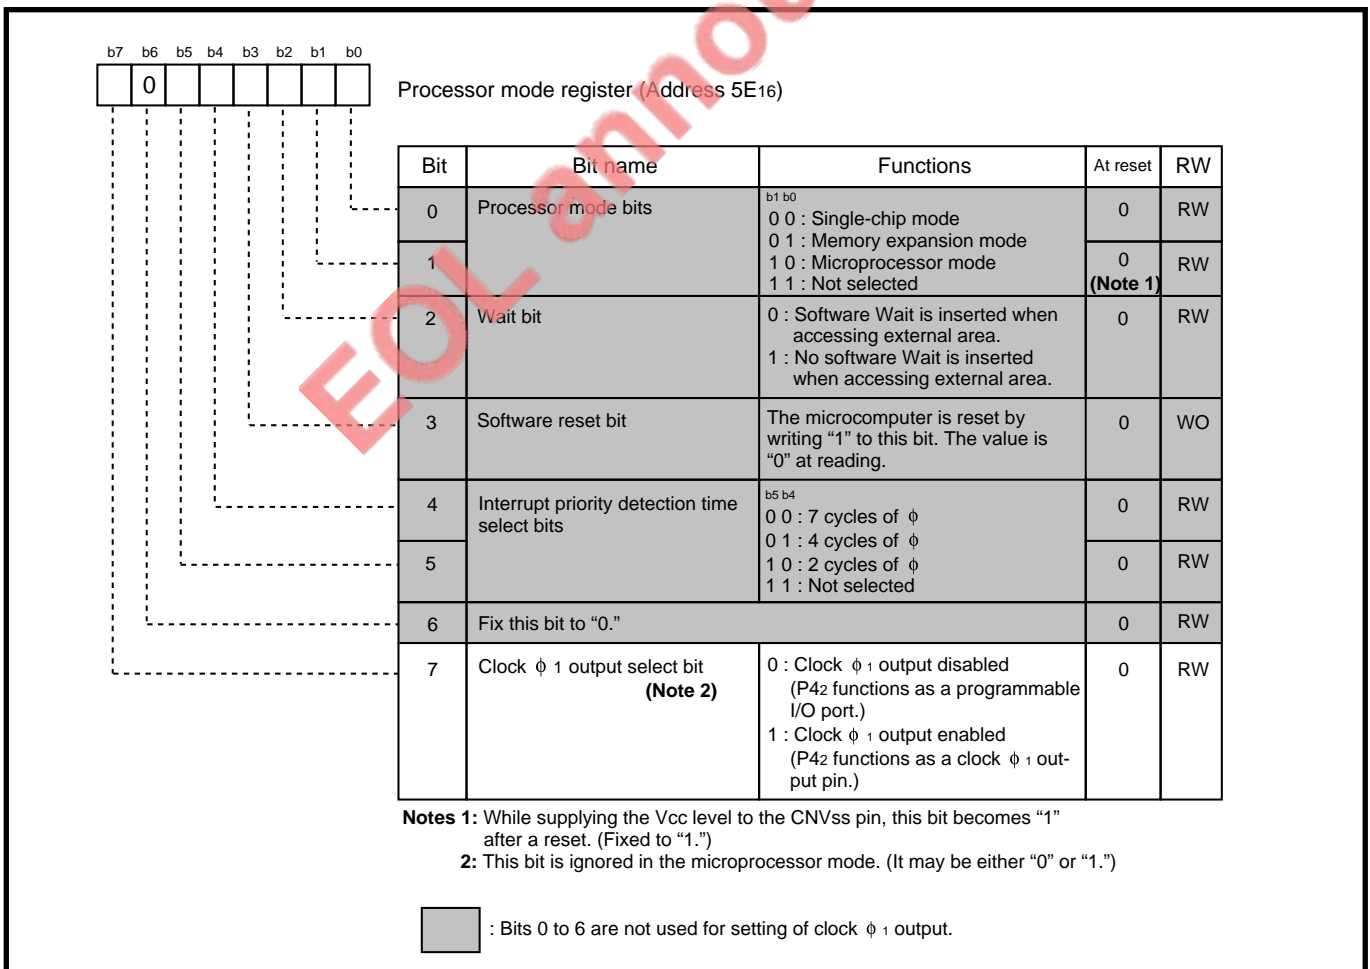 b7 b6 b5 b4 b3 b2 b1 b0
0
Processor mode register (Address 5E16)
Bit Bit name Functions At reset RW
0 Processor mode bits b1 b0 0 RW
0 0 : Single-chip mode
0 1 : Memory expansion mode
1 1 0 : Microprocessor mode 0 RW
1 1 : Not selected (Note 1)
2 Wait bit 0 : Software Wait is inserted when 0 RW
accessing external area.
1 : No software Wait is inserted
when accessing external area.
3 Software reset bit The microcomputer is reset by 0 WO
writing “1” to this bit. The value is
“0” at reading.
4 Interrupt priority detection time b5 b4 0 RW
select bits 0 0 : 7 cycles of ϕ
0 1 : 4 cycles of ϕ
5 1 0 : 2 cycles of ϕ 0 RW
1 1 : Not selected
6 Fix this bit to “0.” 0 RW
7 Clock ϕ 1 output select bit 0 : Clock ϕ 1 output disabled 0 RW
(Note 2) (P42 functions as a programmable
I/O port.)
1 : Clock ϕ 1 output enabled
(P42 functions as a clock ϕ 1 out-
put pin.)
Notes 1: While supplying the Vcc level to the CNVss pin, this bit becomes “1”
after a reset. (Fixed to “1.”)
2: This bit is ignored in the microprocessor mode. (It may be either “0” or “1.”)
: Bits 0 to 6 are not used for setting of clock ϕ 1 output.
EOL